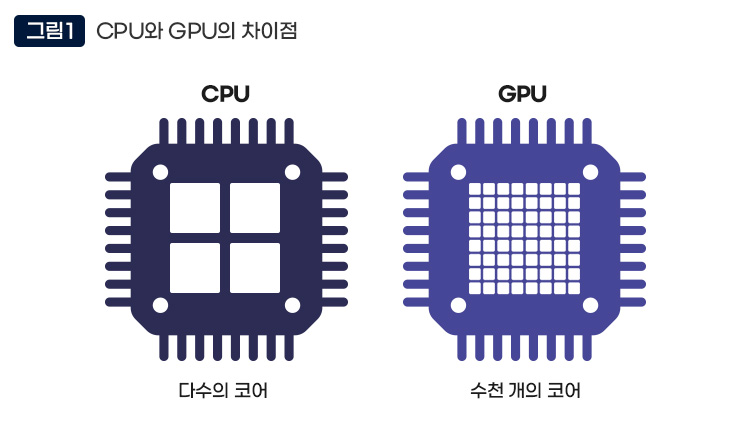 그림1 CPU와 GPU의 차이점
CPU
GPU
다수의 코어
수천 개의 코어